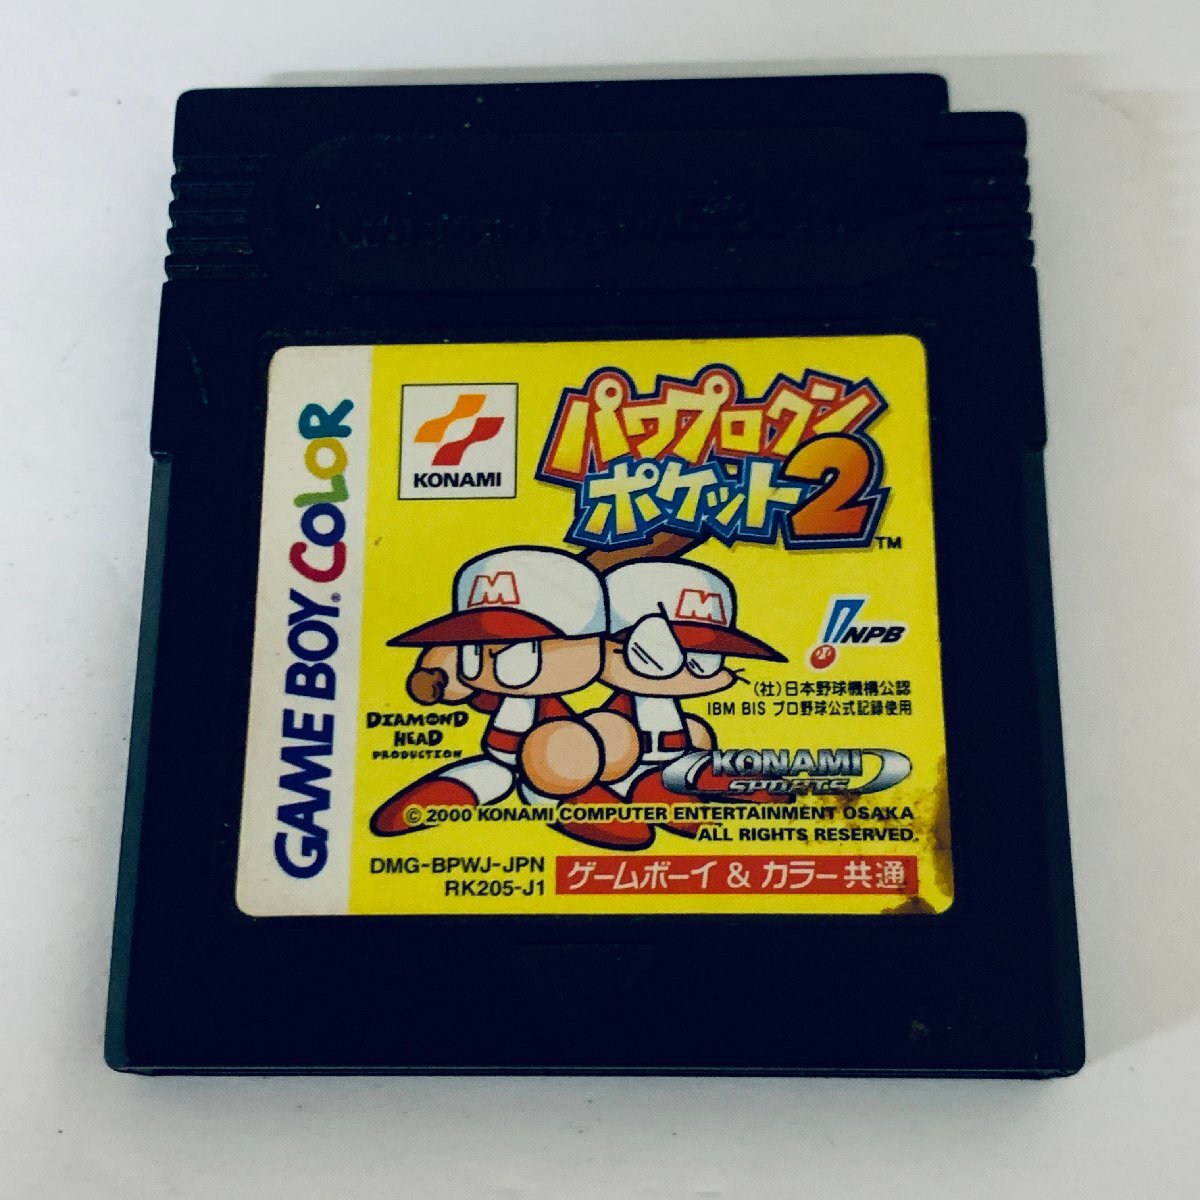 GAME BOY COLOR
KONAMI
パワプロクン
ポケット2
TM
M
M
NPB
(社)日本野球機構公認
IBM BIS プロ野球公式記録使用
DIAMOND
HEAD
PRODUCTION
KONAMI
SPORTS
© 2000 KONAMI COMPUTER ENTERTAINMENT OSAKA
ALL RIGHTS RESERVED.
DMG-BPWJ-JPN
RK205-J1
ゲームボーイ & カラー共通